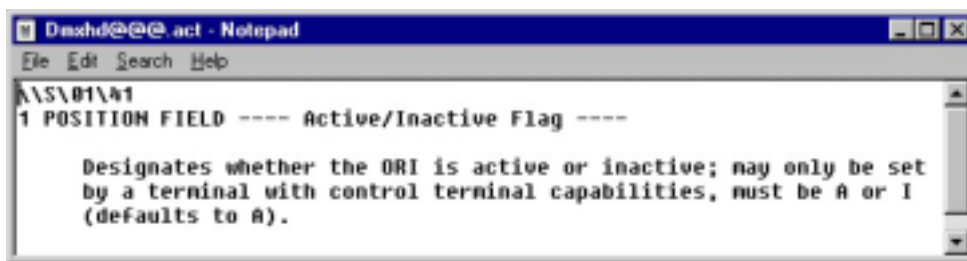 Dmxhd@@@.act - Notepad
File Edit Search Help
\\S\01\41
1 POSITION FIELD ---- Active/Inactive Flag ----
Designates whether the ORI is active or inactive; may only be set
by a terminal with control terminal capabilities, must be A or I
(defaults to A).